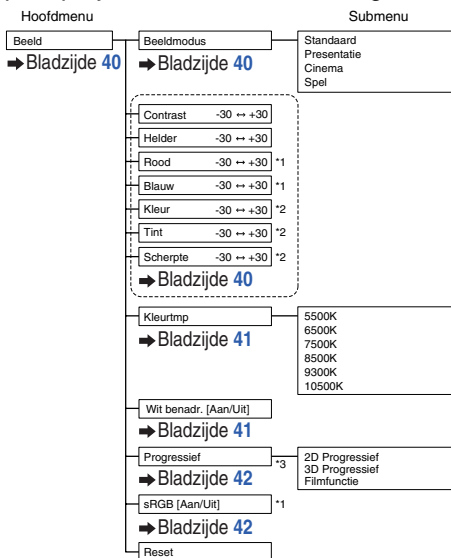 Hoofdmenu
Submenu
Beeld
➡Bladzijde 40
Beeldmodus
➡Bladzijde 40
Standaard
Presentatie
Cinema
Spel
Contrast -30 ↔ +30
Helder -30 ↔ +30
Rood -30 ↔ +30 *1
Blauw -30 ↔ +30 *1
Kleur -30 ↔ +30 *2
Tint -30 ↔ +30 *2
Scherpte -30 ↔ +30 *2
➡Bladzijde 40
Kleurtmp
➡Bladzijde 41
5500K
6500K
7500K
8500K
9300K
10500K
Wit benadr. [Aan/Uit]
➡Bladzijde 41
Progressief *3
➡Bladzijde 42
2D Progressief
3D Progressief
Filmfunctie
sRGB [Aan/Uit] *1
➡Bladzijde 42
Reset